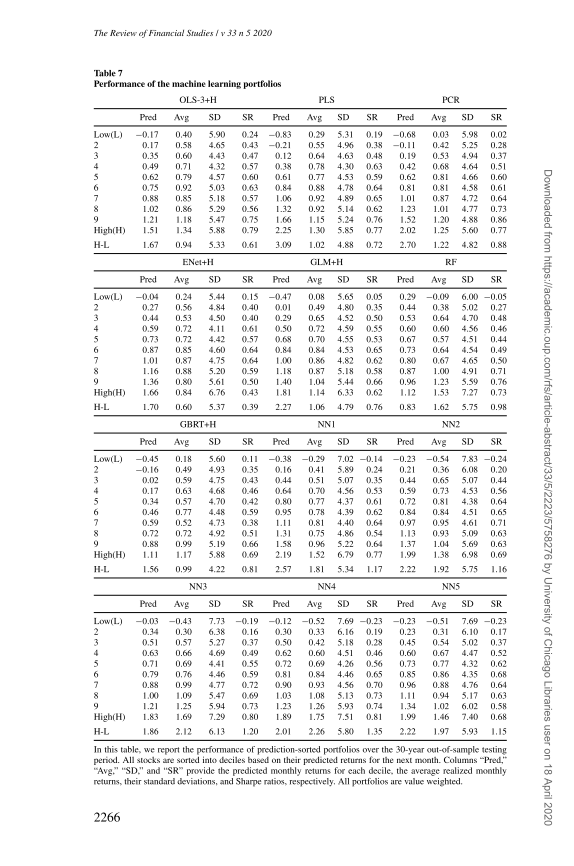 The Review of Financial Studies / v 33 n 5 2020
Table 7
Performance of the machine learning portfolios
OLS-3+H PLS PCR
Pred Avg SD SR Pred Avg SD SR Pred Avg SD SR
Low(L) −0.17 0.40 5.90 0.24 −0.83 0.29 5.31 0.19 −0.68 0.03 5.98 0.02
2 0.17 0.58 4.65 0.43 −0.21 0.55 4.96 0.38 −0.11 0.42 5.25 0.28
3 0.35 0.60 4.43 0.47 0.12 0.64 4.63 0.48 0.19 0.53 4.94 0.37
4 0.49 0.71 4.32 0.57 0.38 0.78 4.30 0.63 0.42 0.68 4.64 0.51
5 0.62 0.79 4.57 0.60 0.61 0.77 4.53 0.59 0.62 0.81 4.66 0.60
6 0.75 0.92 5.03 0.63 0.84 0.88 4.78 0.64 0.81 0.81 4.58 0.61
7 0.88 0.85 5.18 0.57 1.06 0.92 4.89 0.65 1.01 0.87 4.72 0.64
8 1.02 0.86 5.29 0.56 1.32 0.92 5.14 0.62 1.23 1.01 4.77 0.73
9 1.21 1.18 5.47 0.75 1.66 1.15 5.24 0.76 1.52 1.20 4.88 0.86
High(H) 1.51 1.34 5.88 0.79 2.25 1.30 5.85 0.77 2.02 1.25 5.60 0.77
H-L 1.67 0.94 5.33 0.61 3.09 1.02 4.88 0.72 2.70 1.22 4.82 0.88
ENet+H GLM+H RF
Pred Avg SD SR Pred Avg SD SR Pred Avg SD SR
Low(L) −0.04 0.24 5.44 0.15 −0.47 0.08 5.65 0.05 0.29 −0.09 6.00 −0.05
2 0.27 0.56 4.84 0.40 0.01 0.49 4.80 0.35 0.44 0.38 5.02 0.27
3 0.44 0.53 4.50 0.40 0.29 0.65 4.52 0.50 0.53 0.64 4.70 0.48
4 0.59 0.72 4.11 0.61 0.50 0.72 4.59 0.55 0.60 0.60 4.56 0.46
5 0.73 0.72 4.42 0.57 0.68 0.70 4.55 0.53 0.67 0.57 4.51 0.44
6 0.87 0.85 4.60 0.64 0.84 0.84 4.53 0.65 0.73 0.64 4.54 0.49
7 1.01 0.87 4.75 0.64 1.00 0.86 4.82 0.62 0.80 0.67 4.65 0.50
8 1.16 0.88 5.20 0.59 1.18 0.87 5.18 0.58 0.87 1.00 4.91 0.71
9 1.36 0.80 5.61 0.50 1.40 1.04 5.44 0.66 0.96 1.23 5.59 0.76
High(H) 1.66 0.84 6.76 0.43 1.81 1.14 6.33 0.62 1.12 1.53 7.27 0.73
H-L 1.70 0.60 5.37 0.39 2.27 1.06 4.79 0.76 0.83 1.62 5.75 0.98
GBRT+H NN1 NN2
Pred Avg SD SR Pred Avg SD SR Pred Avg SD SR
Low(L) −0.45 0.18 5.60 0.11 −0.38 −0.29 7.02 −0.14 −0.23 −0.54 7.83 −0.24
2 −0.16 0.49 4.93 0.35 0.16 0.41 5.89 0.24 0.21 0.36 6.08 0.20
3 0.02 0.59 4.75 0.43 0.44 0.51 5.07 0.35 0.44 0.65 5.07 0.44
4 0.17 0.63 4.68 0.46 0.64 0.70 4.56 0.53 0.59 0.73 4.53 0.56
5 0.34 0.57 4.70 0.42 0.80 0.77 4.37 0.61 0.72 0.81 4.38 0.64
6 0.46 0.77 4.48 0.59 0.95 0.78 4.39 0.62 0.84 0.84 4.51 0.65
7 0.59 0.52 4.73 0.38 1.11 0.81 4.40 0.64 0.97 0.95 4.61 0.71
8 0.72 0.72 4.92 0.51 1.31 0.75 4.86 0.54 1.13 0.93 5.09 0.63
9 0.88 0.99 5.19 0.66 1.58 0.96 5.22 0.64 1.37 1.04 5.69 0.63
High(H) 1.11 1.17 5.88 0.69 2.19 1.52 6.79 0.77 1.99 1.38 6.98 0.69
H-L 1.56 0.99 4.22 0.81 2.57 1.81 5.34 1.17 2.22 1.92 5.75 1.16
NN3 NN4 NN5
Pred Avg SD SR Pred Avg SD SR Pred Avg SD SR
Low(L) −0.03 −0.43 7.73 −0.19 −0.12 −0.52 7.69 −0.23 −0.23 −0.51 7.69 −0.23
2 0.34 0.30 6.38 0.16 0.30 0.33 6.16 0.19 0.23 0.31 6.10 0.17
3 0.51 0.57 5.27 0.37 0.50 0.42 5.18 0.28 0.45 0.54 5.02 0.37
4 0.63 0.66 4.69 0.49 0.62 0.60 4.51 0.46 0.60 0.67 4.47 0.52
5 0.71 0.69 4.41 0.55 0.72 0.69 4.26 0.56 0.73 0.77 4.32 0.62
6 0.79 0.76 4.46 0.59 0.81 0.84 4.46 0.65 0.85 0.86 4.35 0.68
7 0.88 0.99 4.77 0.72 0.90 0.93 4.56 0.70 0.96 0.88 4.76 0.64
8 1.00 1.09 5.47 0.69 1.03 1.08 5.13 0.73 1.11 0.94 5.17 0.63
9 1.21 1.25 5.94 0.73 1.23 1.26 5.93 0.74 1.34 1.02 6.02 0.58
High(H) 1.83 1.69 7.29 0.80 1.89 1.75 7.51 0.81 1.99 1.46 7.40 0.68
H-L 1.86 2.12 6.13 1.20 2.01 2.26 5.80 1.35 2.22 1.97 5.93 1.15
In this table, we report the performance of prediction-sorted portfolios over the 30-year out-of-sample testing
period. All stocks are sorted into deciles based on their predicted returns for the next month. Columns “Pred,”
“Avg,” “SD,” and “SR” provide the predicted monthly returns for each decile, the average realized monthly
returns, their standard deviations, and Sharpe ratios, respectively. All portfolios are value weighted.
2266
Downloaded from https://academic.oup.com/rfs/article-abstract/33/5/2223/5758276 by University of Chicago Libraries user on 18 April 2020